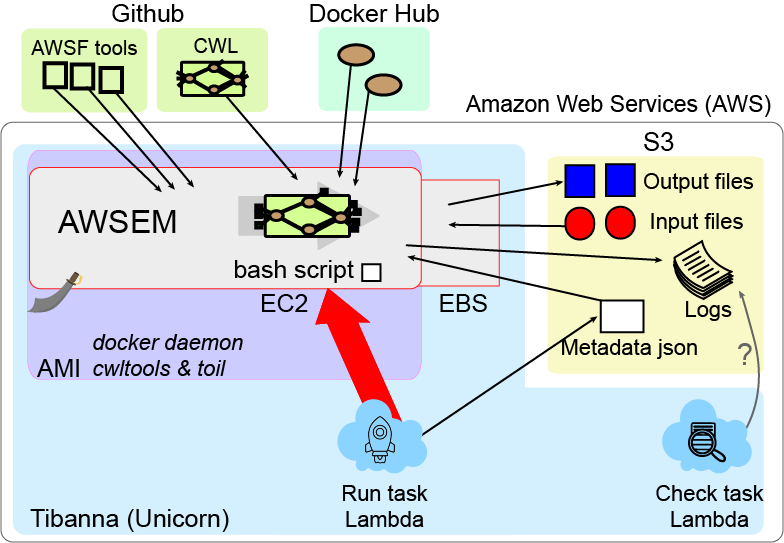 Github
Docker Hub
AWSF tools
CWL
Amazon Web Services (AWS)
S3
Output files
Input files
AWSEM
bash script
Logs
EC2
EBS
Metadata json
?
docker daemon
cwltools & toil
AMI
Run task
Lambda
Check task
Lambda
Tibanna (Unicorn)